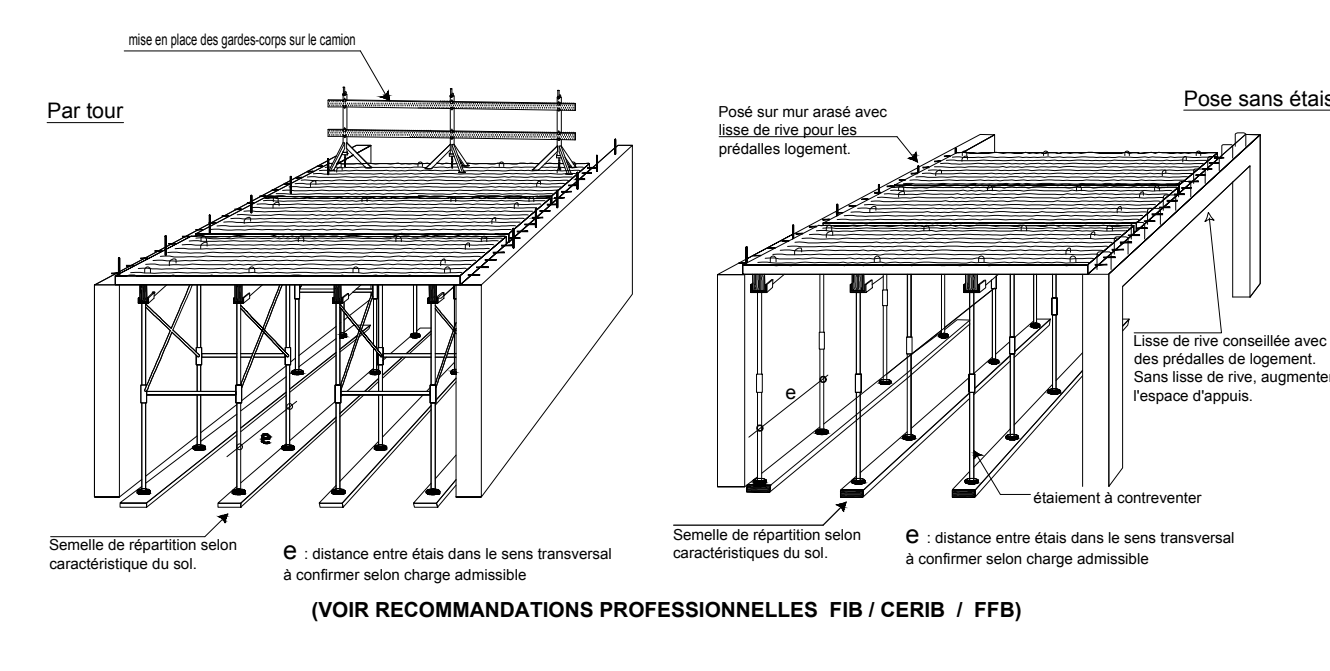 mise en place des gardes-corps sur le camion
Par tour
Semelle de répartition selon
caractéristique du sol.
e
e : distance entre étais dans le sens transversal
à confirmer selon charge admissible
Pose sans étais
Posé sur mur arasé avec
lisse de rive pour les
prédalles logement.
e
Lisse de rive conseillée avec
des prédalles de logement.
Sans lisse de rive, augmenter
l'espace d'appuis.
étaiement à contreventer
Semelle de répartition selon
caractéristiques du sol.
e : distance entre étais dans le sens transversal
à confirmer selon charge admissible
(VOIR RECOMMANDATIONS PROFESSIONNELLES FIB / CERIB / FFB)